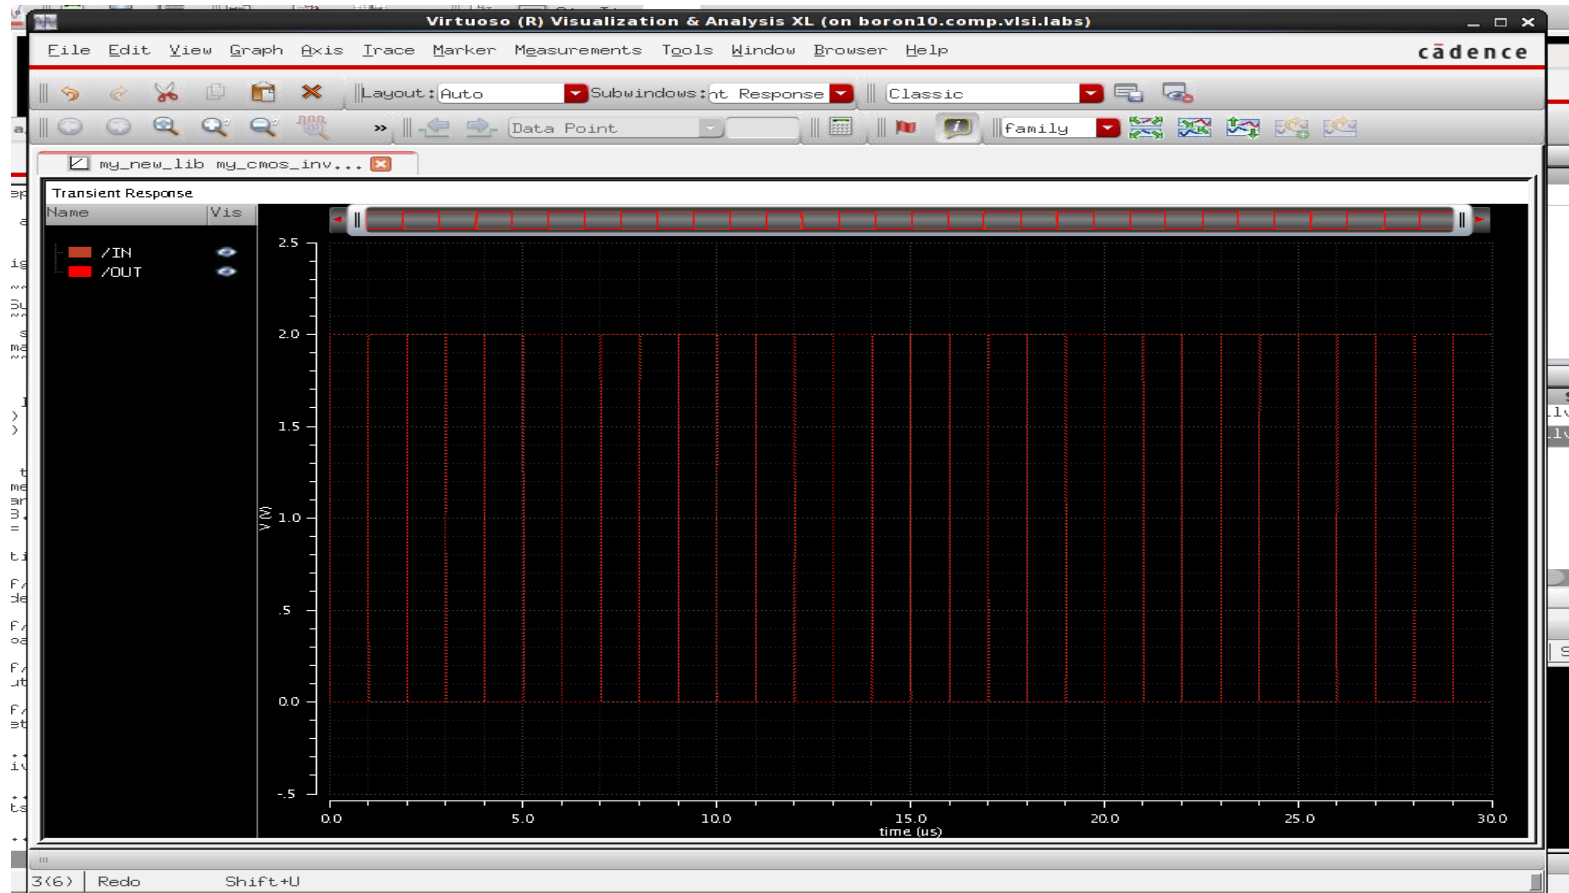 Virtuoso (R) Visualization & Analysis XL (on boron10.comp.vlsi.labs)
File Edit View Graph Axis Trace Marker Measurements Tools Window Browser Help
cādence
Layout: Auto Subwindows: nt Response Classic
» Data Point family
my_new_lib my_cmos_inv...
Transient Response
Name Vis
/IN
/OUT
2.5
2.0
1.5
1.0
.5
0.0
-.5
V (V)
0.0 5.0 10.0 15.0 20.0 25.0 30.0
time (us)
3(6) Redo Shift+U